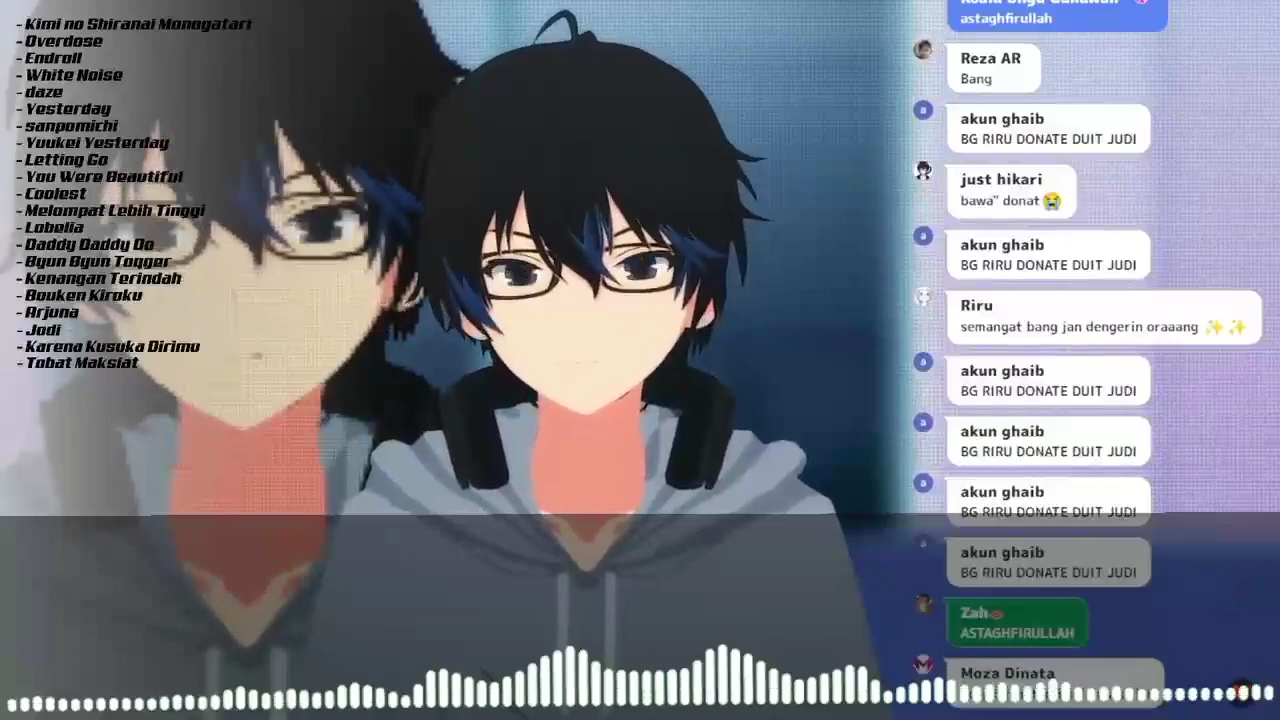 - Kimi no Shiranai Monogatari
- Overdose
- Endroll
- White Noise
- daze
- Yesterday
- sanpomichi
- Yuukei Yesterday
- Letting Go
- You Were Beautiful
- Coolest
- Melompat Lebih Tinggi
- Lobelia
- Daddy Daddy Do
- Byun Byun Toqger
- Kenangan Terindah
- Bouken Kiroku
- Arjuna
- Jodi
- Karena Kusuka Dirimu
- Tobat Maksiat
astaghfirullah
Reza AR
Bang
akun ghaib
BG RIRU DONATE DUIT JUDI
just hikari
bawa" donat😭
akun ghaib
BG RIRU DONATE DUIT JUDI
Riru
semangat bang jan dengerin oraaang ✨✨
akun ghaib
BG RIRU DONATE DUIT JUDI
akun ghaib
BG RIRU DONATE DUIT JUDI
akun ghaib
BG RIRU DONATE DUIT JUDI
akun ghaib
BG RIRU DONATE DUIT JUDI
Zah
ASTAGHFIRULLAH
Moza Dinata